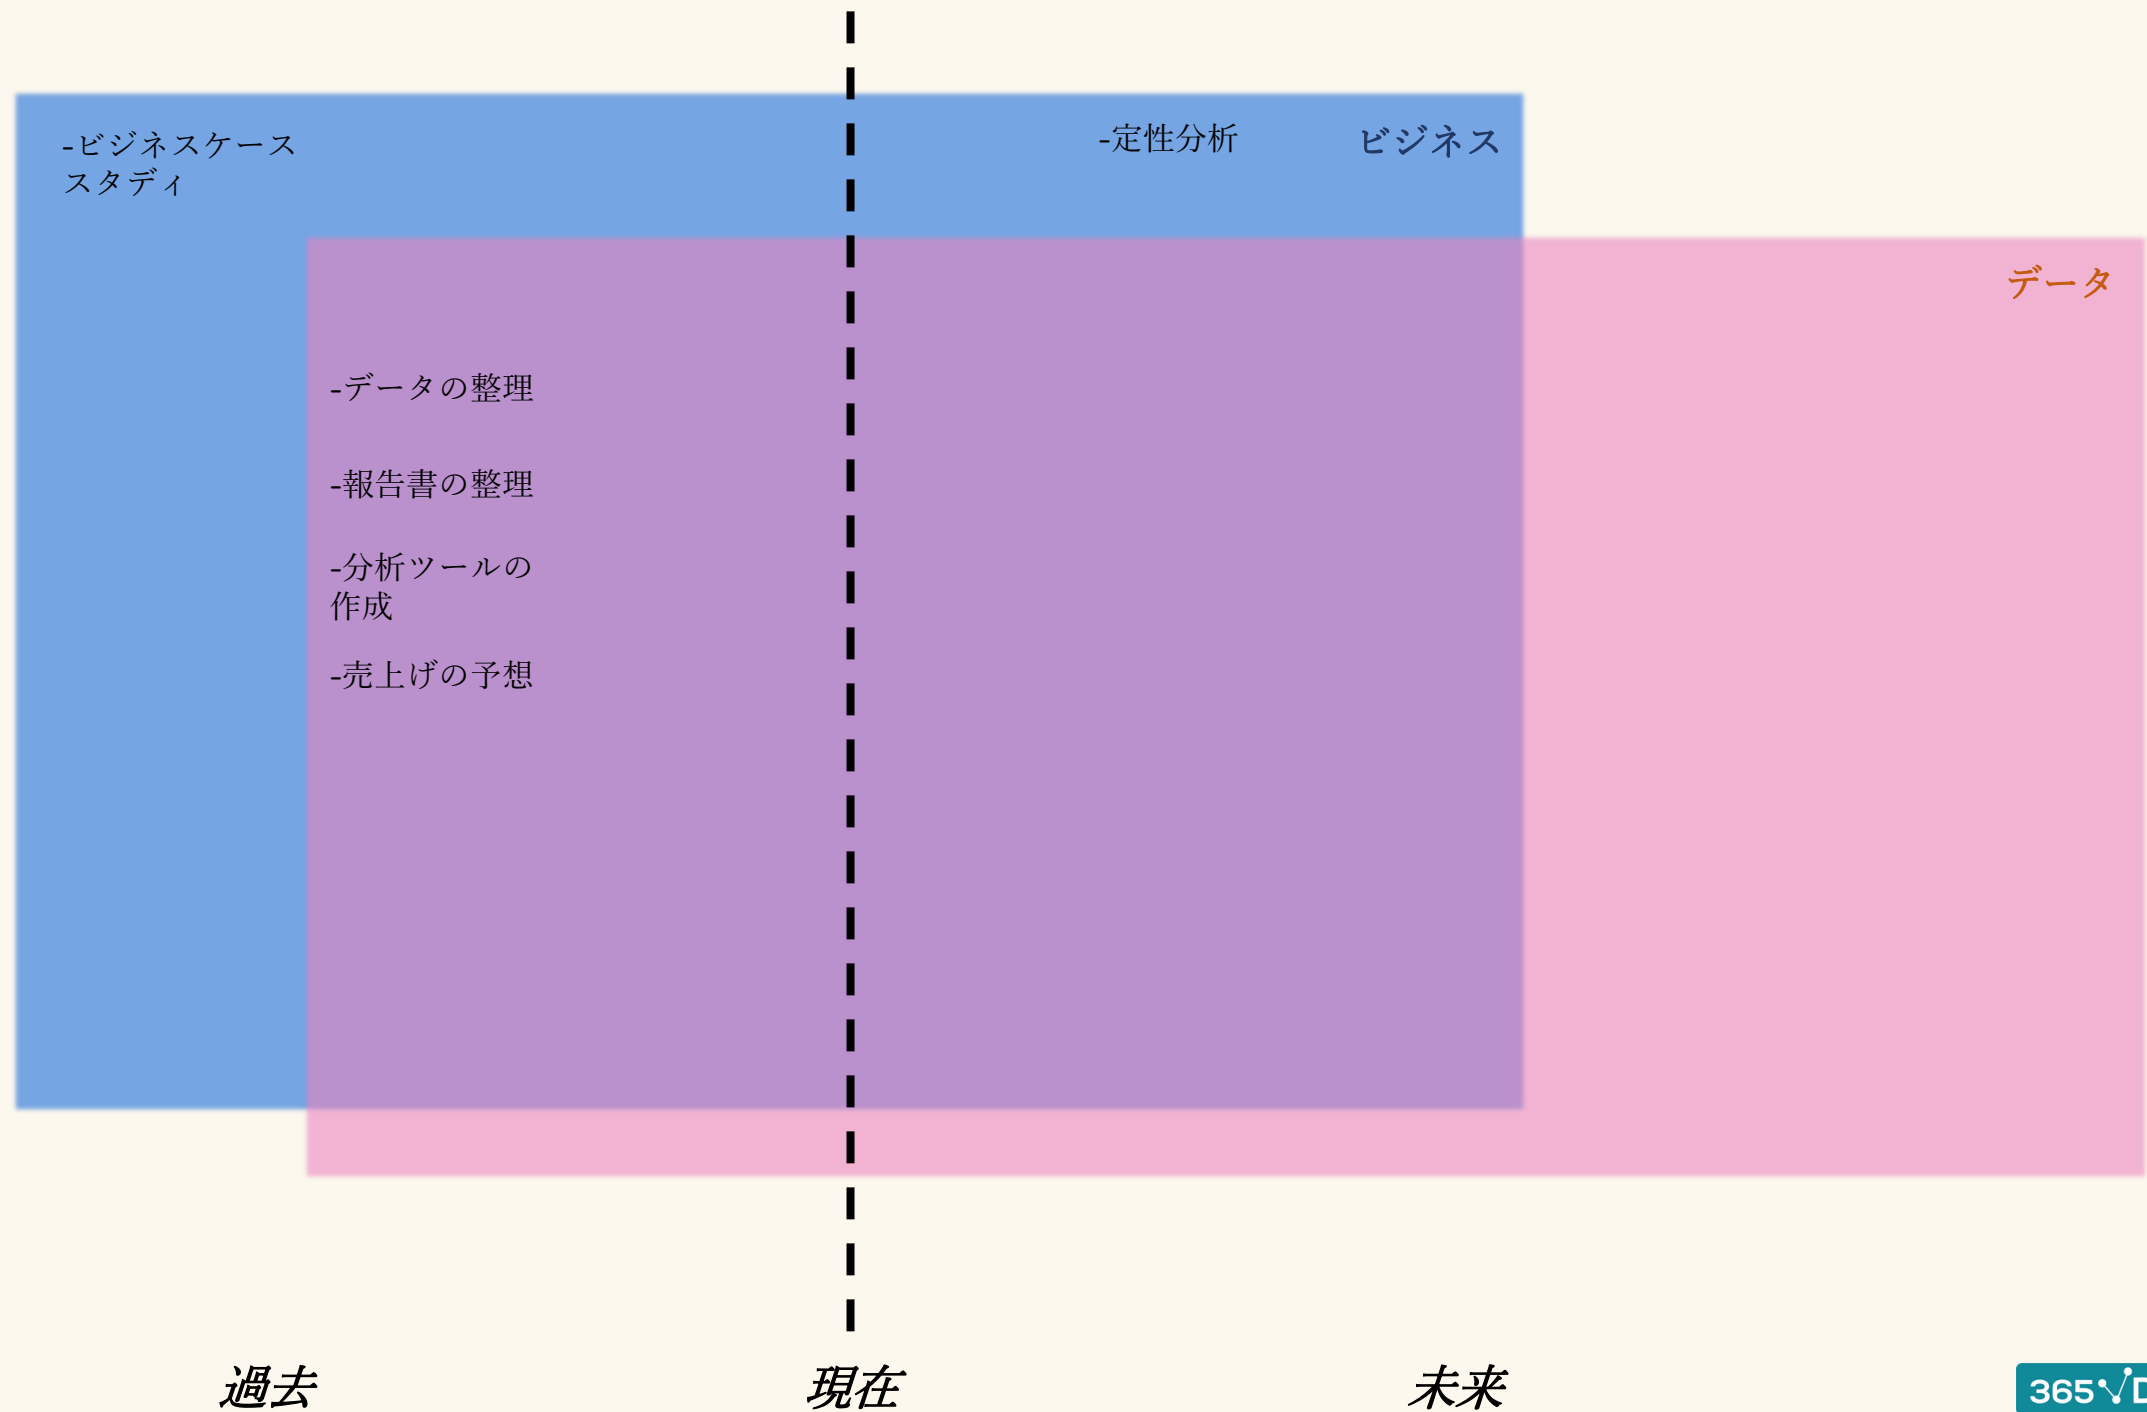 -ビジネスケース
スタディ
-定性分析
ビジネス
データ
-データの整理
-報告書の整理
-分析ツールの
作成
-売上げの予想
過去
現在
未来
365 D